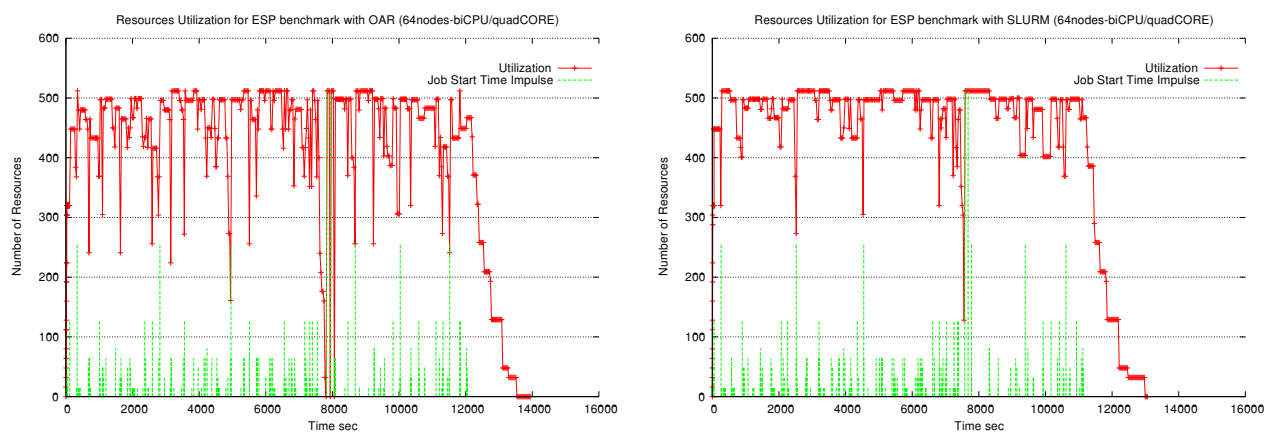 Resources Utilization for ESP benchmark with OAR (64nodes-biCPU/quadCORE)
600
500
400
300
200
100
0
Number of Resources
Utilization
Job Start Time Impulse
0 2000 4000 6000 8000 10000 12000 14000 16000
Time sec
Resources Utilization for ESP benchmark with SLURM (64nodes-biCPU/quadCORE)
600
500
400
300
200
100
0
Number of Resources
Utilization
Job Start Time Impulse
0 2000 4000 6000 8000 10000 12000 14000 16000
Time sec